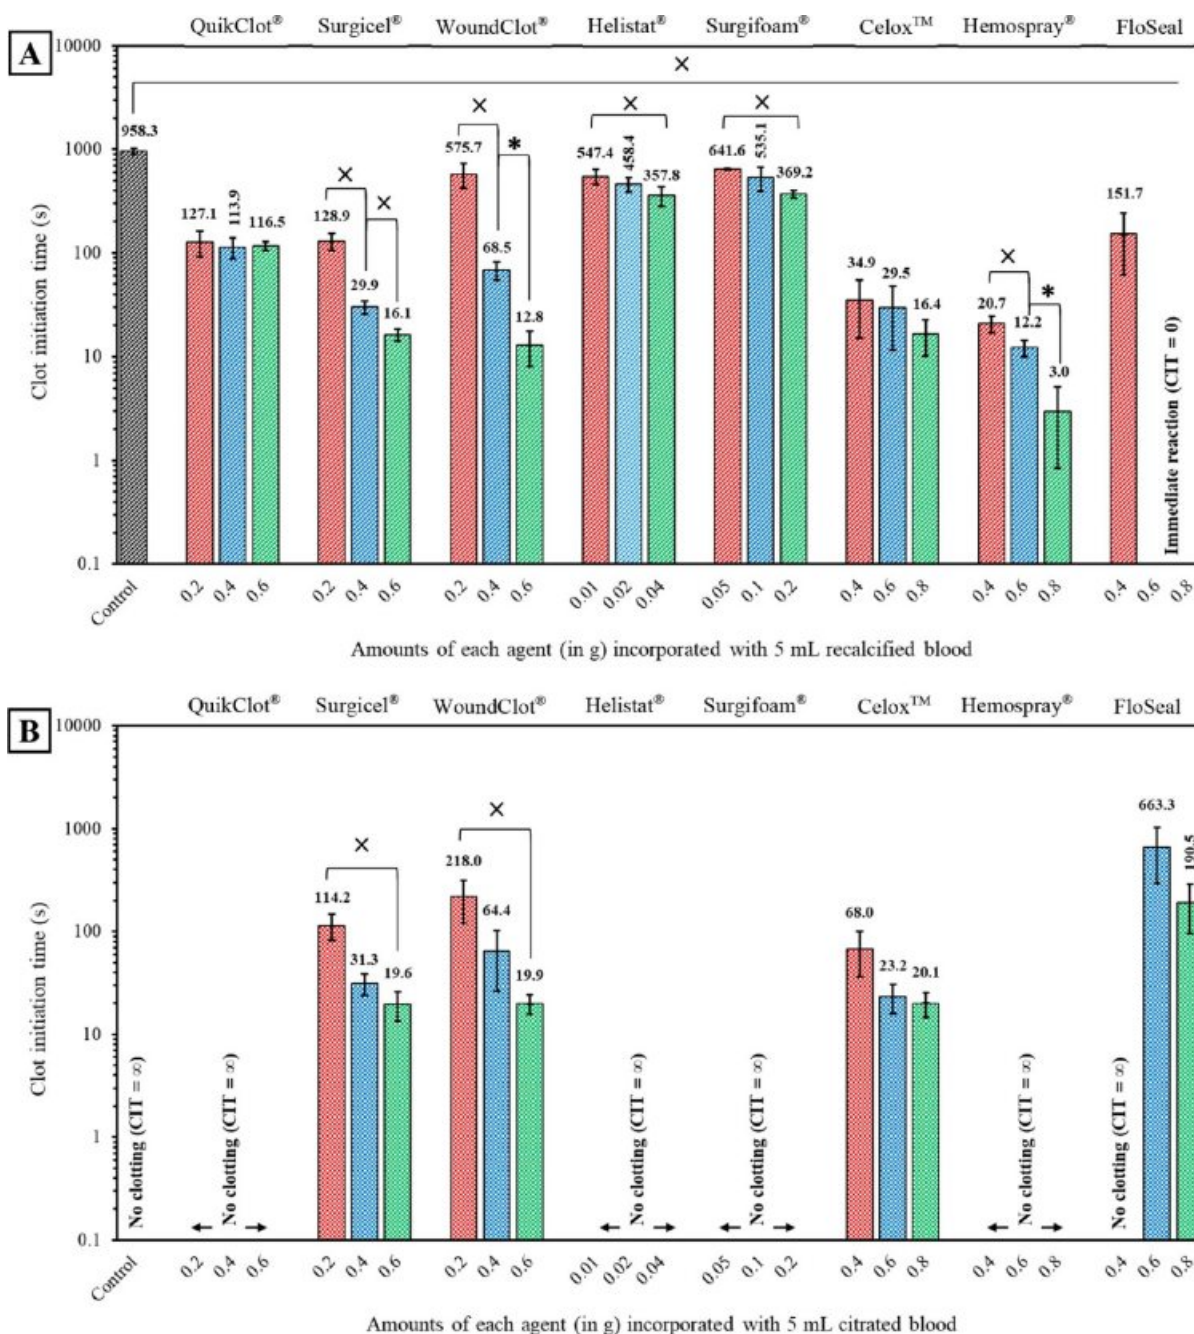 QuikClot® Surgicel® WoundClot® Helistat® Surgifoam® Celox™ Hemospray® FloSeal
A
10000
1000
100
10
1
0.1
Clot initiation time (s)
×
958.3
127.1 113.9 116.5
× ×
128.9 29.9 16.1
× *
575.7 68.5 12.8
×
547.4 458.4 357.8
×
641.6 535.1 369.2
34.9 29.5 16.4
× *
20.7 12.2 3.0
151.7
Immediate reaction (CIT = 0)
Control 0.2 0.4 0.6 0.2 0.4 0.6 0.2 0.4 0.6 0.01 0.02 0.04 0.05 0.1 0.2 0.4 0.6 0.8 0.4 0.6 0.8 0.4 0.6 0.8
Amounts of each agent (in g) incorporated with 5 mL recalcified blood
QuikClot® Surgicel® WoundClot® Helistat® Surgifoam® Celox™ Hemospray® FloSeal
B
10000
1000
100
10
1
0.1
Clot initiation time (s)
No clotting (CIT = ∞)
No clotting (CIT = ∞)
×
114.2 31.3 19.6
×
218.0 64.4 19.9
No clotting (CIT = ∞)
No clotting (CIT = ∞)
68.0 23.2 20.1
No clotting (CIT = ∞)
No clotting (CIT = ∞)
663.3 190.5
Control 0.2 0.4 0.6 0.2 0.4 0.6 0.2 0.4 0.6 0.01 0.02 0.04 0.05 0.1 0.2 0.4 0.6 0.8 0.4 0.6 0.8 0.4 0.6 0.8
Amounts of each agent (in g) incorporated with 5 mL citrated blood